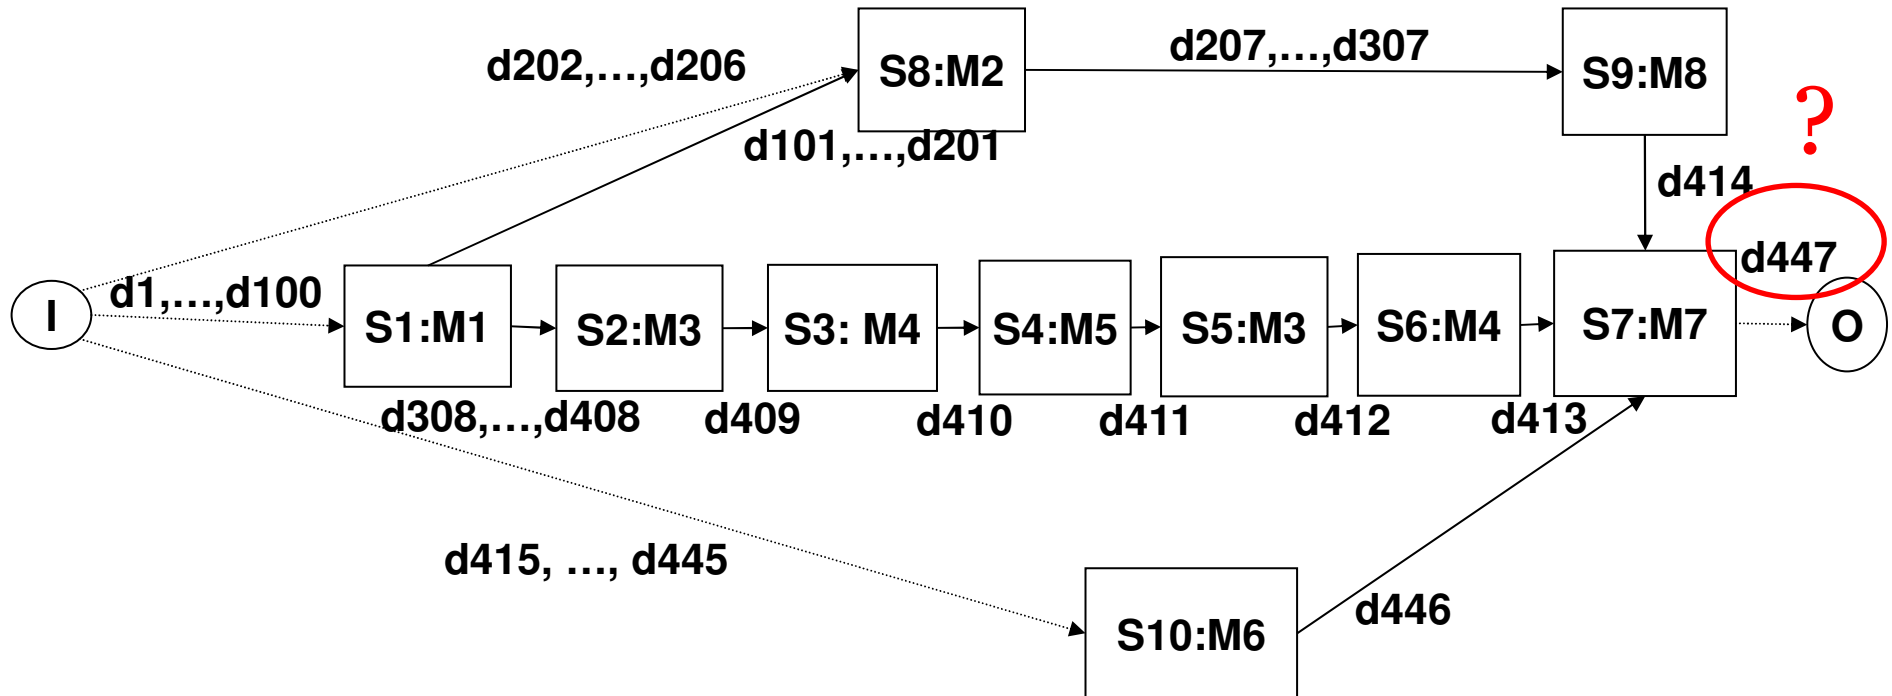 d202,...,d206
S8:M2
d207,...,d307
S9:M8
?
d101,...,d201
d414
d447
I
d1,...,d100
S1:M1
S2:M3
S3: M4
S4:M5
S5:M3
S6:M4
S7:M7
O
d308,...,d408
d409
d410
d411
d412
d413
d415, ..., d445
S10:M6
d446